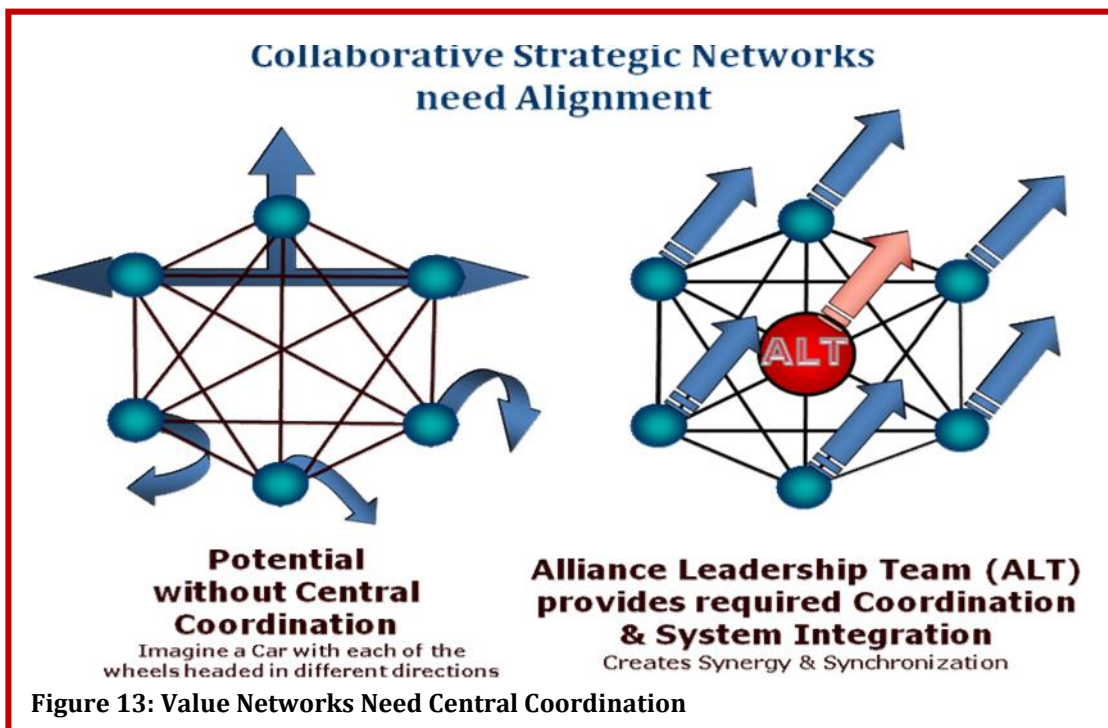 Collaborative Strategic Networks
need Alignment
ALT
Potential
without Central
Coordination
Imagine a Car with each of the
wheels headed in different directions
Alliance Leadership Team (ALT)
provides required Coordination
& System Integration
Creates Synergy & Synchronization
Figure 13: Value Networks Need Central Coordination